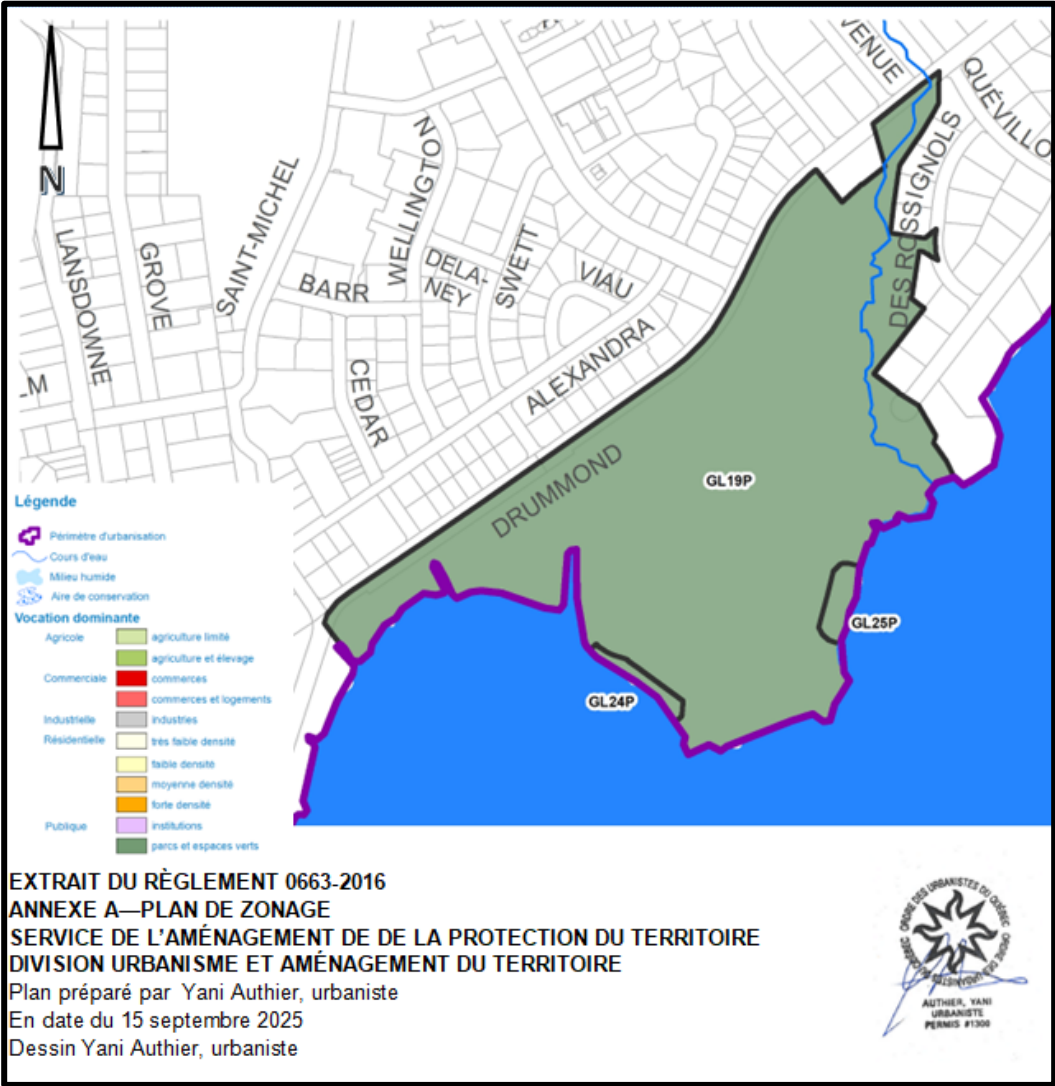 N
LANSDOWNE
GROVE
SAINT-MICHEL
BARR
CEDAR
WELLINGTON
DELA-
NEY
SWETT
VIAU
ALEXANDRA
DRUMMOND
DES ROSSIGNOLS
GL19P
GL24P
GL25P
Légende
Périmètre d'urbanisation
Cours d'eau
Milieu humide
Aire de conservation
Vocation dominante
Agricole agriculture limité
agriculture et élevage
Commerciale commerces
commerces et logements
Industrielle industries
Résidentielle très faible densité
faible densité
moyenne densité
forte densité
Publique institutions
parcs et espaces verts
EXTRAIT DU RÈGLEMENT 0663-2016
ANNEXE A—PLAN DE ZONAGE
SERVICE DE L'AMÉNAGEMENT DE DE LA PROTECTION DU TERRITOIRE
DIVISION URBANISME ET AMÉNAGEMENT DU TERRITOIRE
Plan préparé par Yani Authier, urbaniste
En date du 15 septembre 2025
Dessin Yani Authier, urbaniste
ORDRE DES URBANISTES DU QUÉBEC
AUTHIER, YANI
URBANISTE
PERMIS #1300